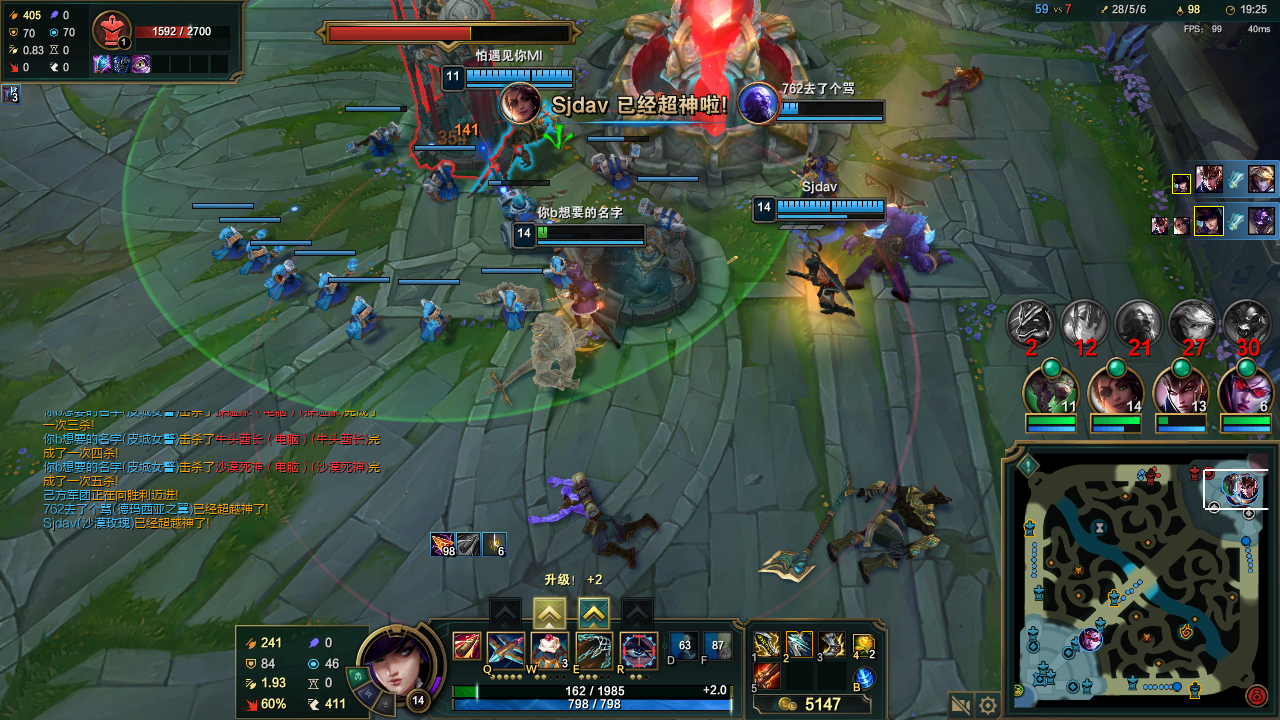 405 0
70 70
0.83 0
0 0
1
1592 / 2700
3
59 vs 7 28/5/6 98 19:25
FPS: 99 40ms
怕遇见你MI
11
Sjdav 已经超神啦!
762去了个骂
141
35
Sjdav
14
你b想要的名字
14
2 12 21 27 30
11 14 13 6
一次三杀!
你b想要的名字(皮城女警)击杀了牛头酋长（电脑）(牛头酋长)完
成了一次四杀!
你b想要的名字(皮城女警)击杀了沙漠死神（电脑）(沙漠死神)完
成了一次五杀!
己方军团正在向胜利迈进!
762去了个骂(德玛西亚之翼)已经超越神了!
Sjdav(沙漠玫瑰)已经超越神了!
98 6
升级! +2
241 0
84 46
1.93 0
60% 411
14
Q W 3 E R D 63 F 87
162 / 1985 +2.0
798 / 798
1 2 3 4 2
5 B
5147